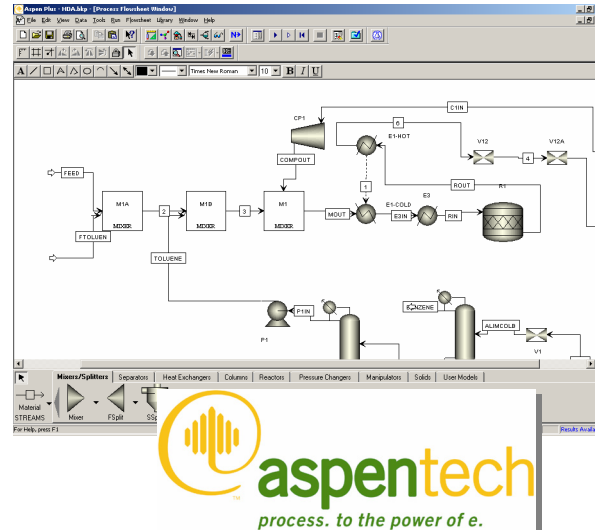 Aspen Plus - HDA.bkp - [Process Flowsheet Window]
File Edit View Data Tools Run Flowsheet Library Window Help
N>
A Times New Roman 10 B I U
CP1
C1IN
6
E1-HOT
V12
V12A
COMPOUT
4
FEED
M1A
M1B
M1
1
ROUT
R1
E1-COLD
E3
2
3
MOUT
E3IN
RIN
MIXER
MIXER
MIXER
FTOLUEN
TOLUENE
P1IN
P1
ALIMCOLB
V1
Mixers/Splitters Separators Heat Exchangers Columns Reactors Pressure Changers Manipulators Solids User Models
Material
STREAMS
Mixer
FSplit
For Help, press F1
aspentech
process. to the power of e.